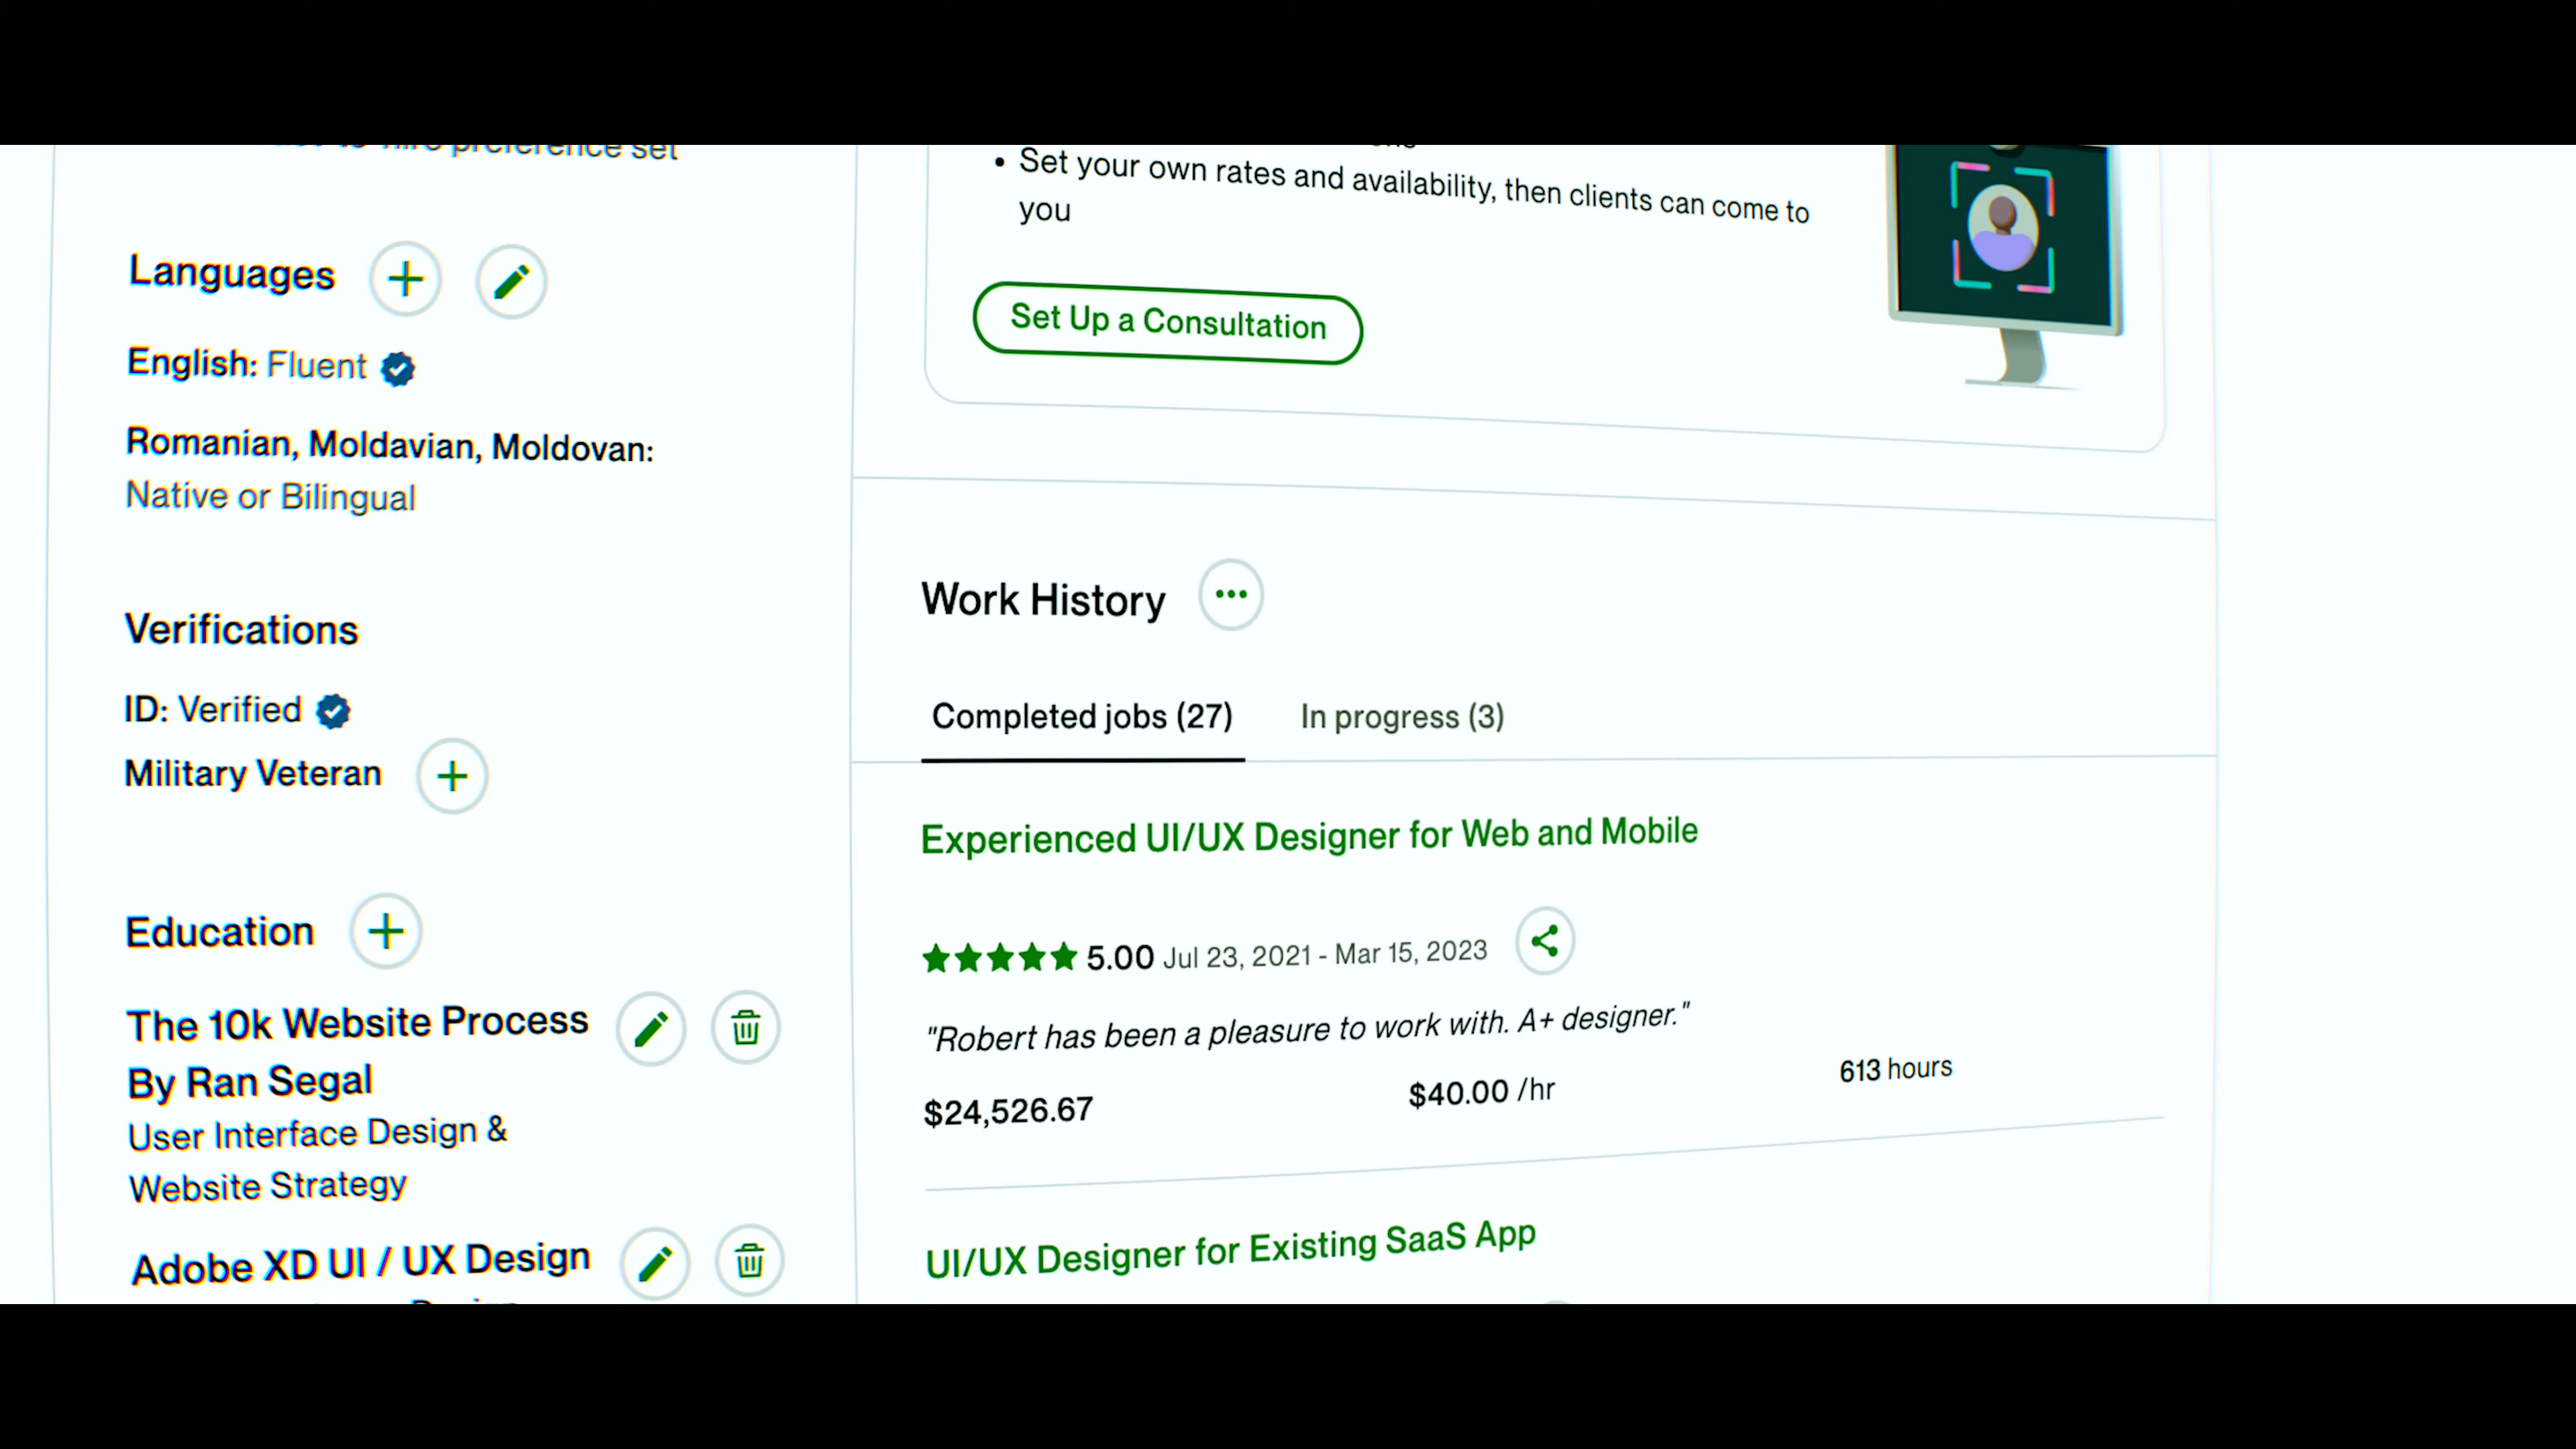 preference set
Languages
English: Fluent
Romanian, Moldavian, Moldovan:
Native or Bilingual
Verifications
ID: Verified
Military Veteran
Education
The 10k Website Process
By Ran Segal
User Interface Design &
Website Strategy
Adobe XD UI / UX Design
• Set your own rates and availability, then clients can come to
you
Set Up a Consultation
Work History
Completed jobs (27) In progress (3)
Experienced UI/UX Designer for Web and Mobile
5.00 Jul 23, 2021 - Mar 15, 2023
"Robert has been a pleasure to work with. A+ designer."
$24,526.67 $40.00 /hr 613 hours
UI/UX Designer for Existing SaaS App